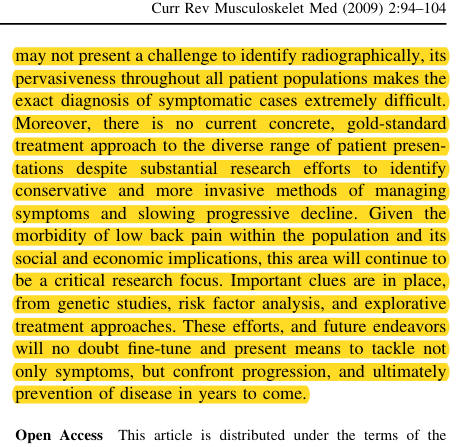 Curr Rev Musculoskelet Med (2009) 2:94–104
may not present a challenge to identify radiographically, its
pervasiveness throughout all patient populations makes the
exact diagnosis of symptomatic cases extremely difficult.
Moreover, there is no current concrete, gold-standard
treatment approach to the diverse range of patient presen-
tations despite substantial research efforts to identify
conservative and more invasive methods of managing
symptoms and slowing progressive decline. Given the
morbidity of low back pain within the population and its
social and economic implications, this area will continue to
be a critical research focus. Important clues are in place,
from genetic studies, risk factor analysis, and explorative
treatment approaches. These efforts, and future endeavors
will no doubt fine-tune and present means to tackle not
only symptoms, but confront progression, and ultimately
prevention of disease in years to come.
Open Access This article is distributed under the terms of the